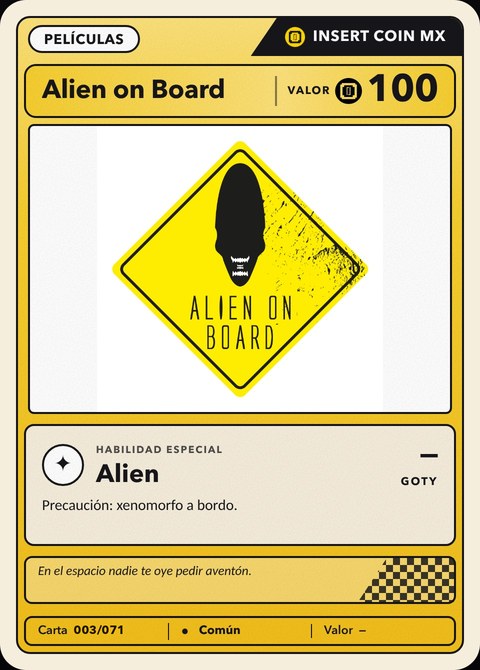 PELÍCULAS
INSERT COIN MX
Alien on Board
VALOR 100
ALIEN ON
BOARD
HABILIDAD ESPECIAL
Alien
—
GOTY
Precaución: xenomorfo a bordo.
En el espacio nadie te oye pedir aventón.
Carta 003/071 • Común Valor —